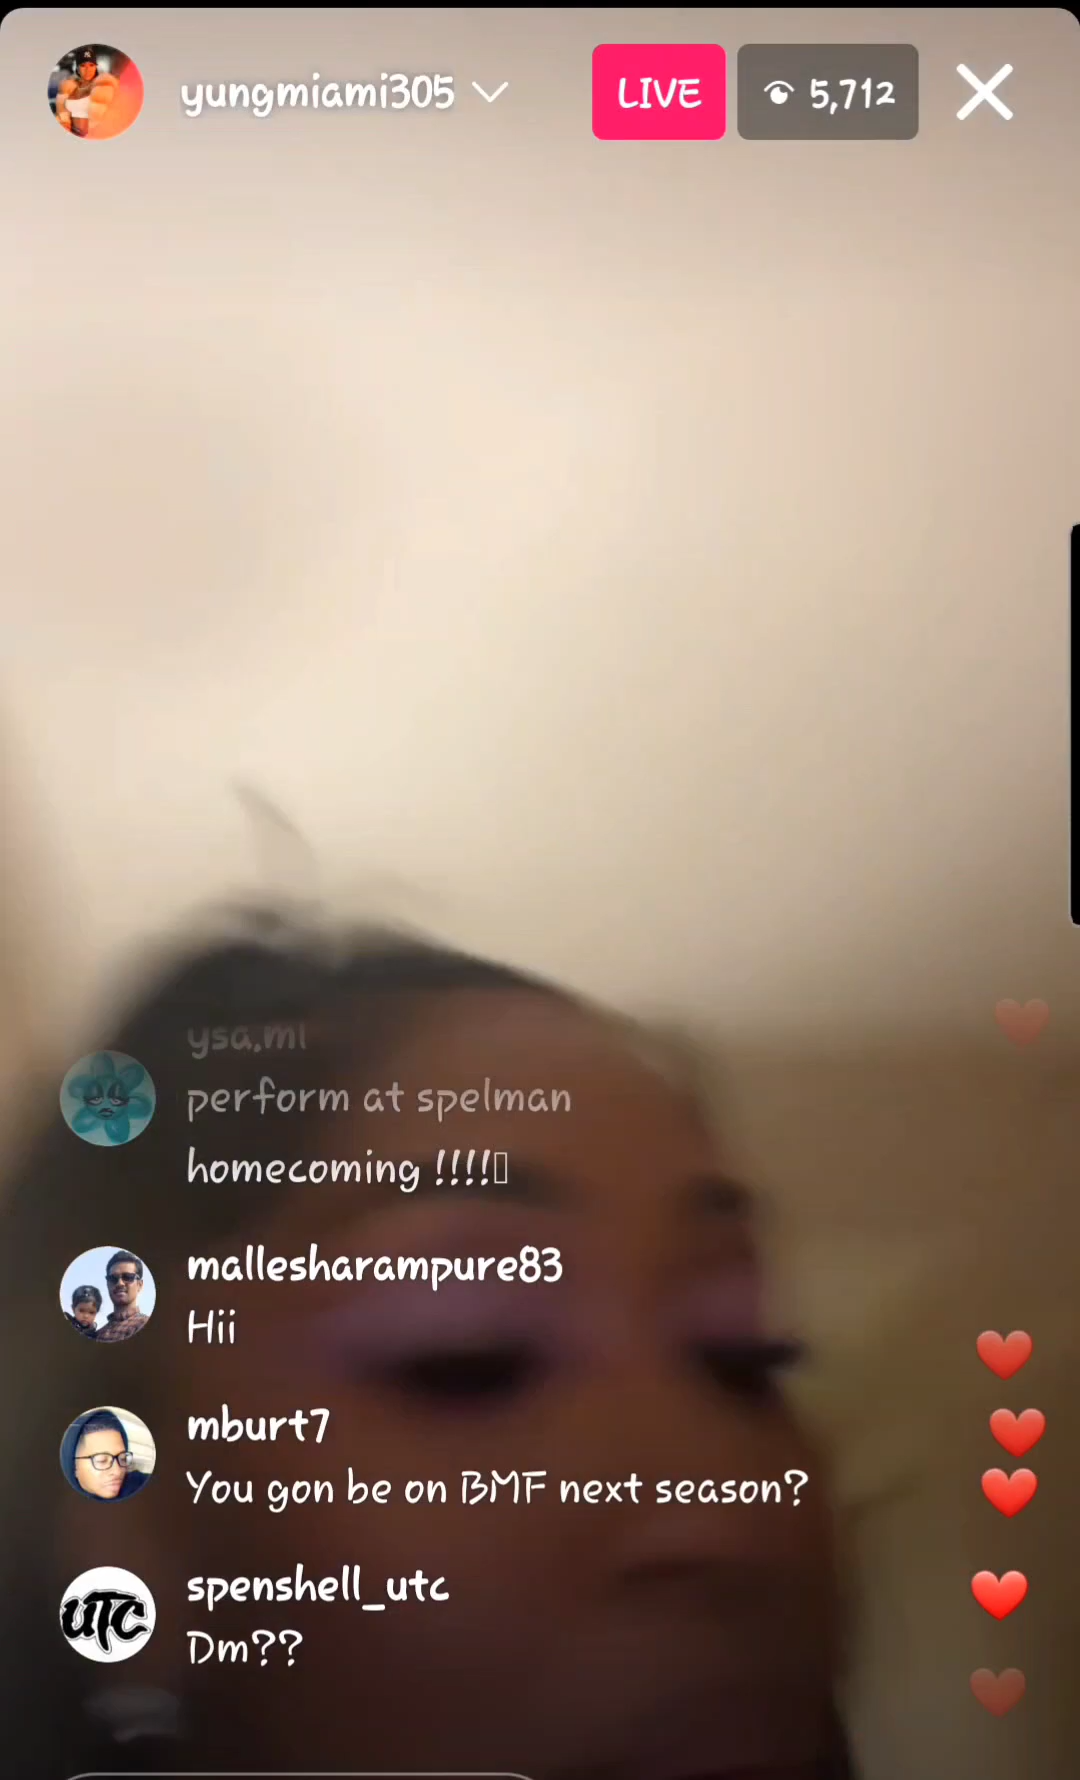 yungmiami305
LIVE
5,712
ysa.ml
perform at spelman
homecoming !!!!
mallesharampure83
Hii
mburt7
You gon be on BMF next season?
spenshell_utc
Dm??
UTC